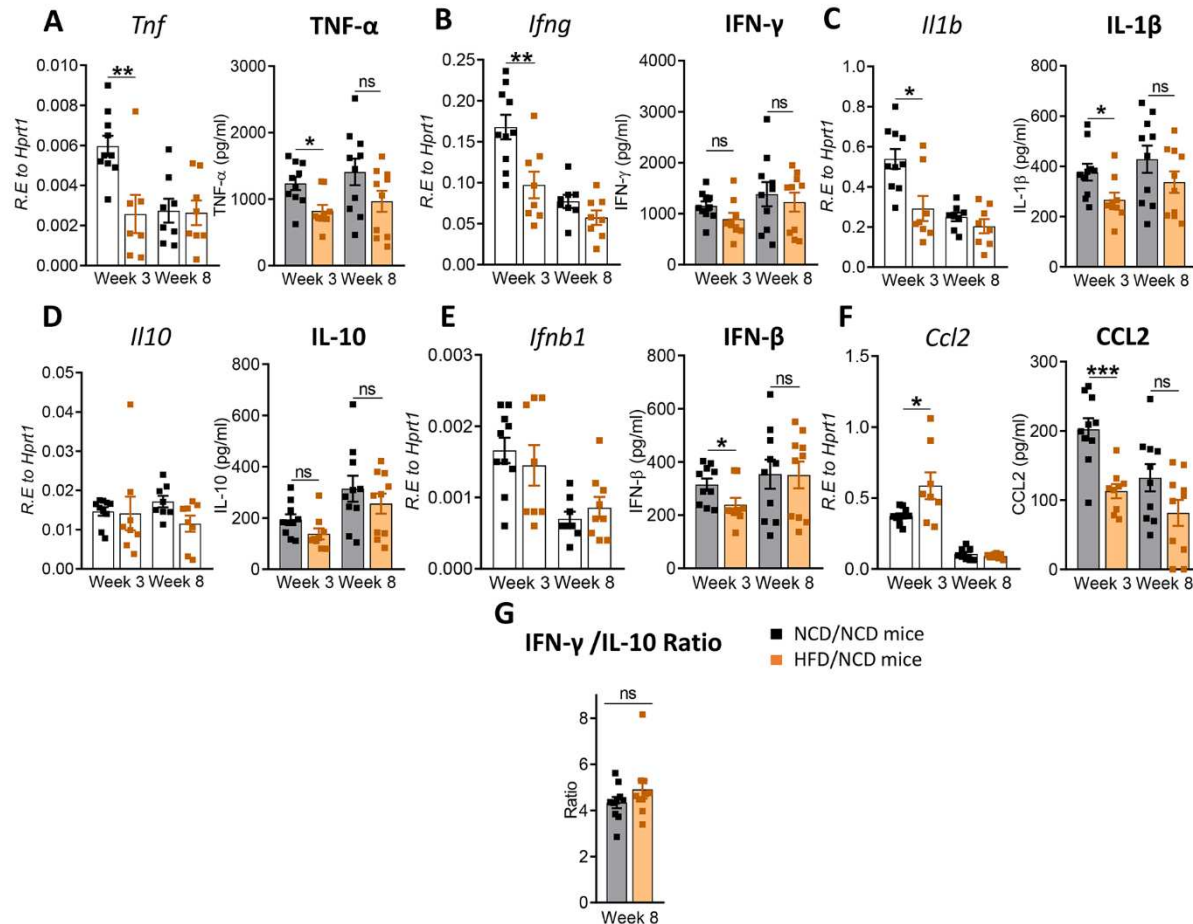 A
Tnf
TNF-α
R.E to Hprt1
0.010
0.008
0.006
0.004
0.002
0.000
**
Week 3 Week 8
TNF-α (pg/ml)
3000
2000
1000
0
*
ns
Week 3 Week 8
B
Ifng
IFN-γ
R.E to Hprt1
0.25
0.20
0.15
0.10
0.05
0.00
**
Week 3 Week 8
IFN-γ (pg/ml)
4000
3000
2000
1000
0
ns
ns
Week 3 Week 8
C
Il1b
IL-1β
R.E to Hprt1
1.0
0.8
0.6
0.4
0.2
0.0
*
Week 3 Week 8
IL-1β (pg/ml)
800
600
400
200
0
*
ns
Week 3 Week 8
D
Il10
IL-10
R.E to Hprt1
0.05
0.04
0.03
0.02
0.01
0.00
Week 3 Week 8
IL-10 (pg/ml)
800
600
400
200
0
ns
ns
Week 3 Week 8
E
Ifnb1
IFN-β
R.E to Hprt1
0.003
0.002
0.001
0.000
Week 3 Week 8
IFN-β (pg/ml)
800
600
400
200
0
*
ns
Week 3 Week 8
F
Ccl2
CCL2
R.E to Hprt1
1.5
1.0
0.5
0.0
*
Week 3 Week 8
CCL2 (pg/ml)
300
200
100
0
***
ns
Week 3 Week 8
G
IFN-γ /IL-10 Ratio
NCD/NCD mice
HFD/NCD mice
Ratio
8
6
4
2
0
ns
Week 8